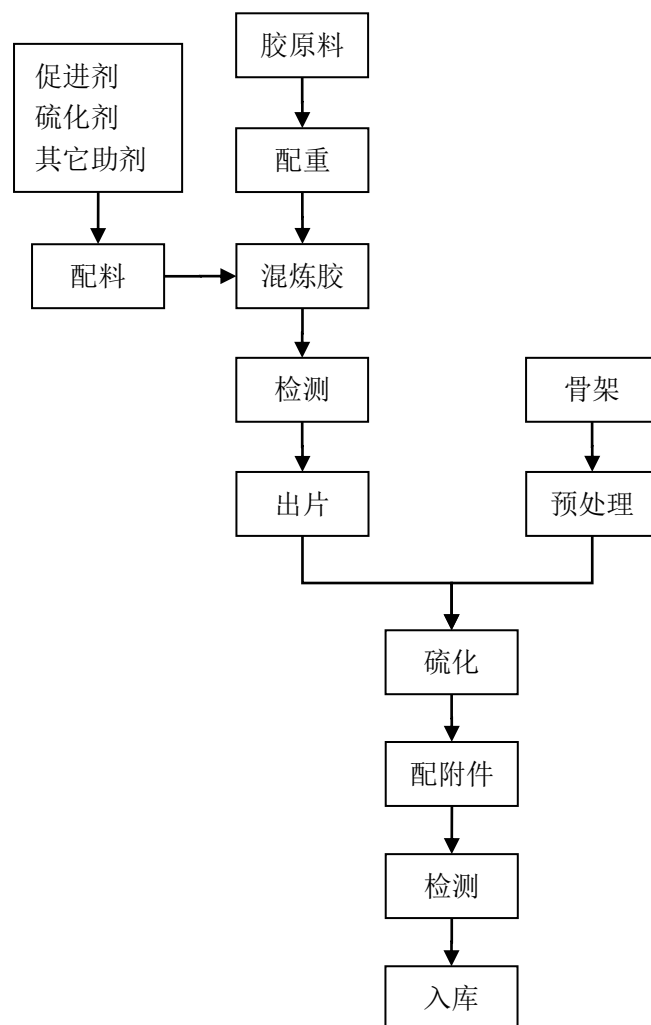 胶原料
促进剂
硫化剂
其它助剂
配重
配料
混炼胶
检测
骨架
出片
预处理
硫化
配附件
检测
入库